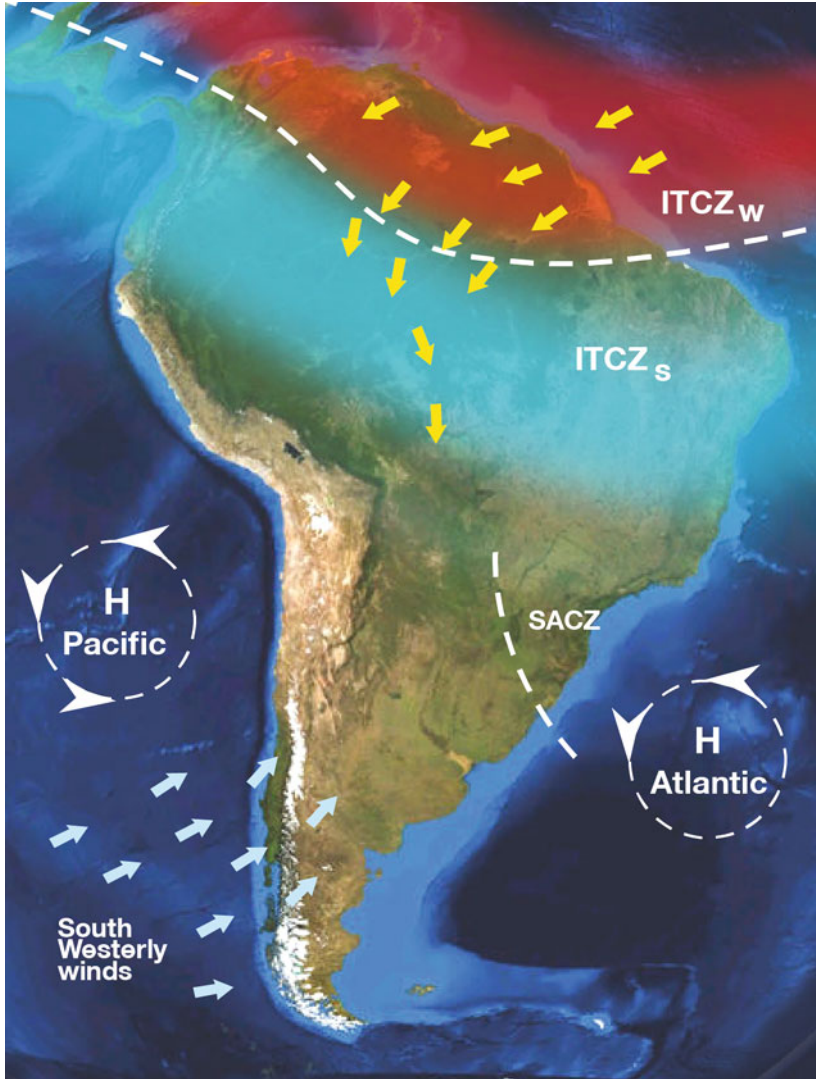 ITCZ W
ITCZ S
SACZ
H
Pacific
H
Atlantic
South
Westerly
winds